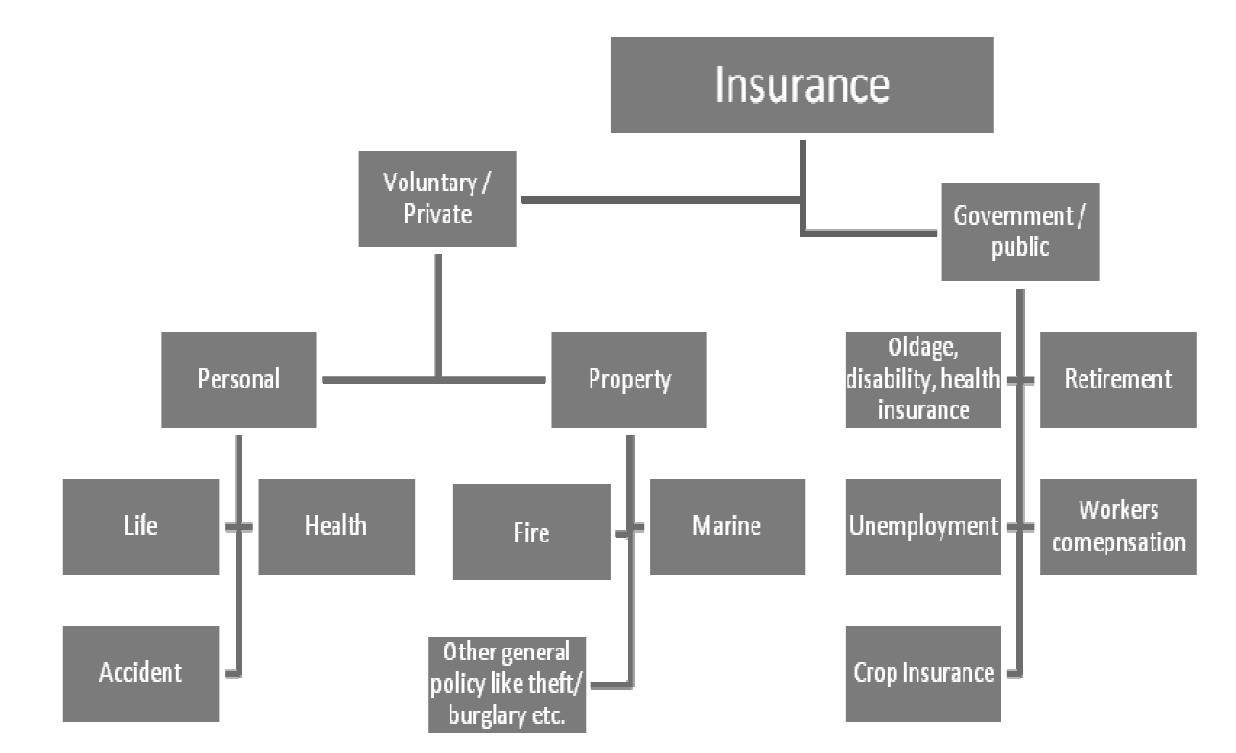 Insurance
Voluntary /
Private
Government /
public
Personal
Property
Oldage,
disability, health
insurance
Retirement
Life
Health
Fire
Marine
Unemployment
Workers
comepnsation
Accident
Other general
policy like theft/
burglary etc.
Crop Insurance